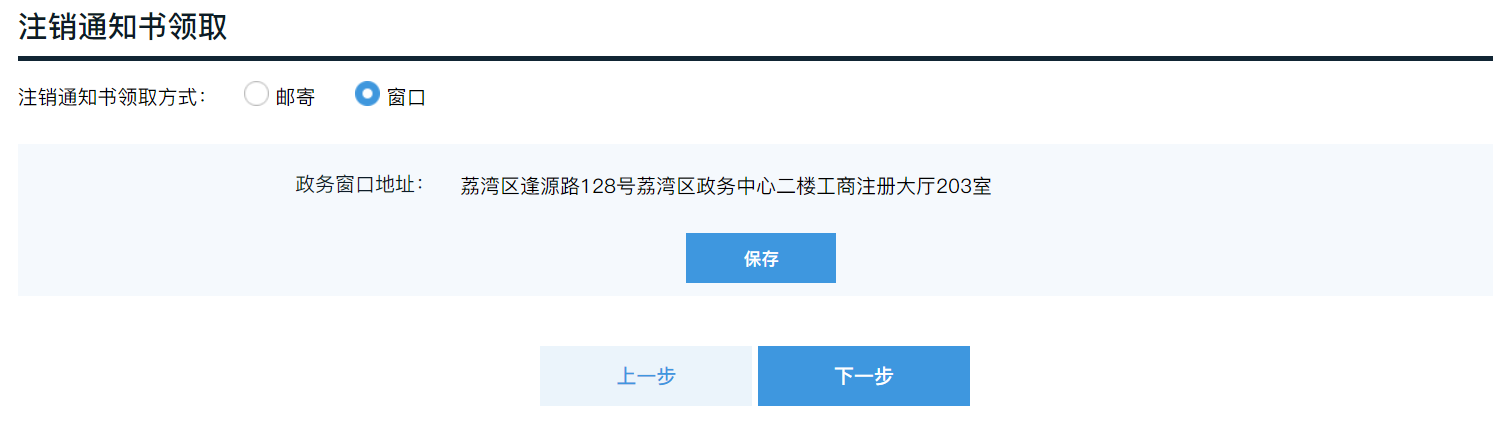 注销通知书领取
注销通知书领取方式： 邮寄 窗口
政务窗口地址： 荔湾区逢源路128号荔湾区政务中心二楼工商注册大厅203室
保存
上一步 下一步